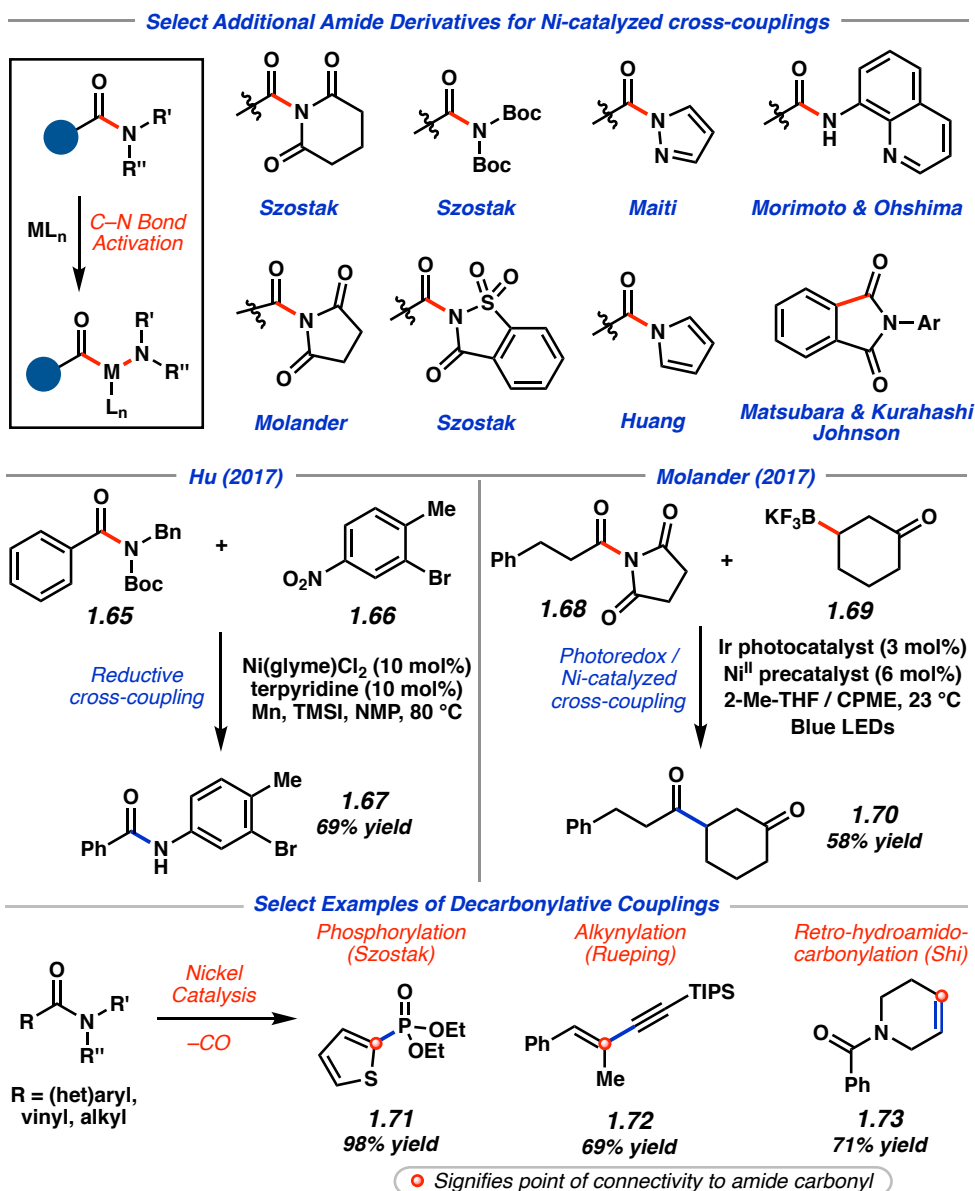 Select Additional Amide Derivatives for Ni-catalyzed cross-couplings
O
N
R'
R''
MLn
C–N Bond
Activation
O
R'
N
M
R''
Ln
O
O
N
O
Szostak
O
N
Boc
Boc
Szostak
O
N
N
Maiti
O
N
H
N
Morimoto & Ohshima
O
O
N
O
Molander
O
O
O
S
N
O
Szostak
O
N
Huang
O
N
Ar
O
Matsubara & Kurahashi
Johnson
Hu (2017)
O
N
Bn
Boc
1.65
+
Me
NO2
Br
1.66
Reductive
cross-coupling
Ni(glyme)Cl2 (10 mol%)
terpyridine (10 mol%)
Mn, TMSI, NMP, 80 °C
O
Ph
N
H
Me
Br
1.67
69% yield
Molander (2017)
O
O
Ph
N
O
1.68
+
KF3B
O
1.69
Photoredox /
Ni-catalyzed
cross-coupling
Ir photocatalyst (3 mol%)
NiII precatalyst (6 mol%)
2-Me-THF / CPME, 23 °C
Blue LEDs
O
O
Ph
1.70
58% yield
Select Examples of Decarbonylative Couplings
O
R
N
R'
R''
R = (het)aryl,
vinyl, alkyl
Nickel
Catalysis
–CO
Phosphorylation
(Szostak)
O
P
OEt
OEt
S
1.71
98% yield
Alkynylation
(Rueping)
TIPS
Ph
Me
1.72
69% yield
Retro-hydroamido-
carbonylation (Shi)
O
N
Ph
1.73
71% yield
Signifies point of connectivity to amide carbonyl